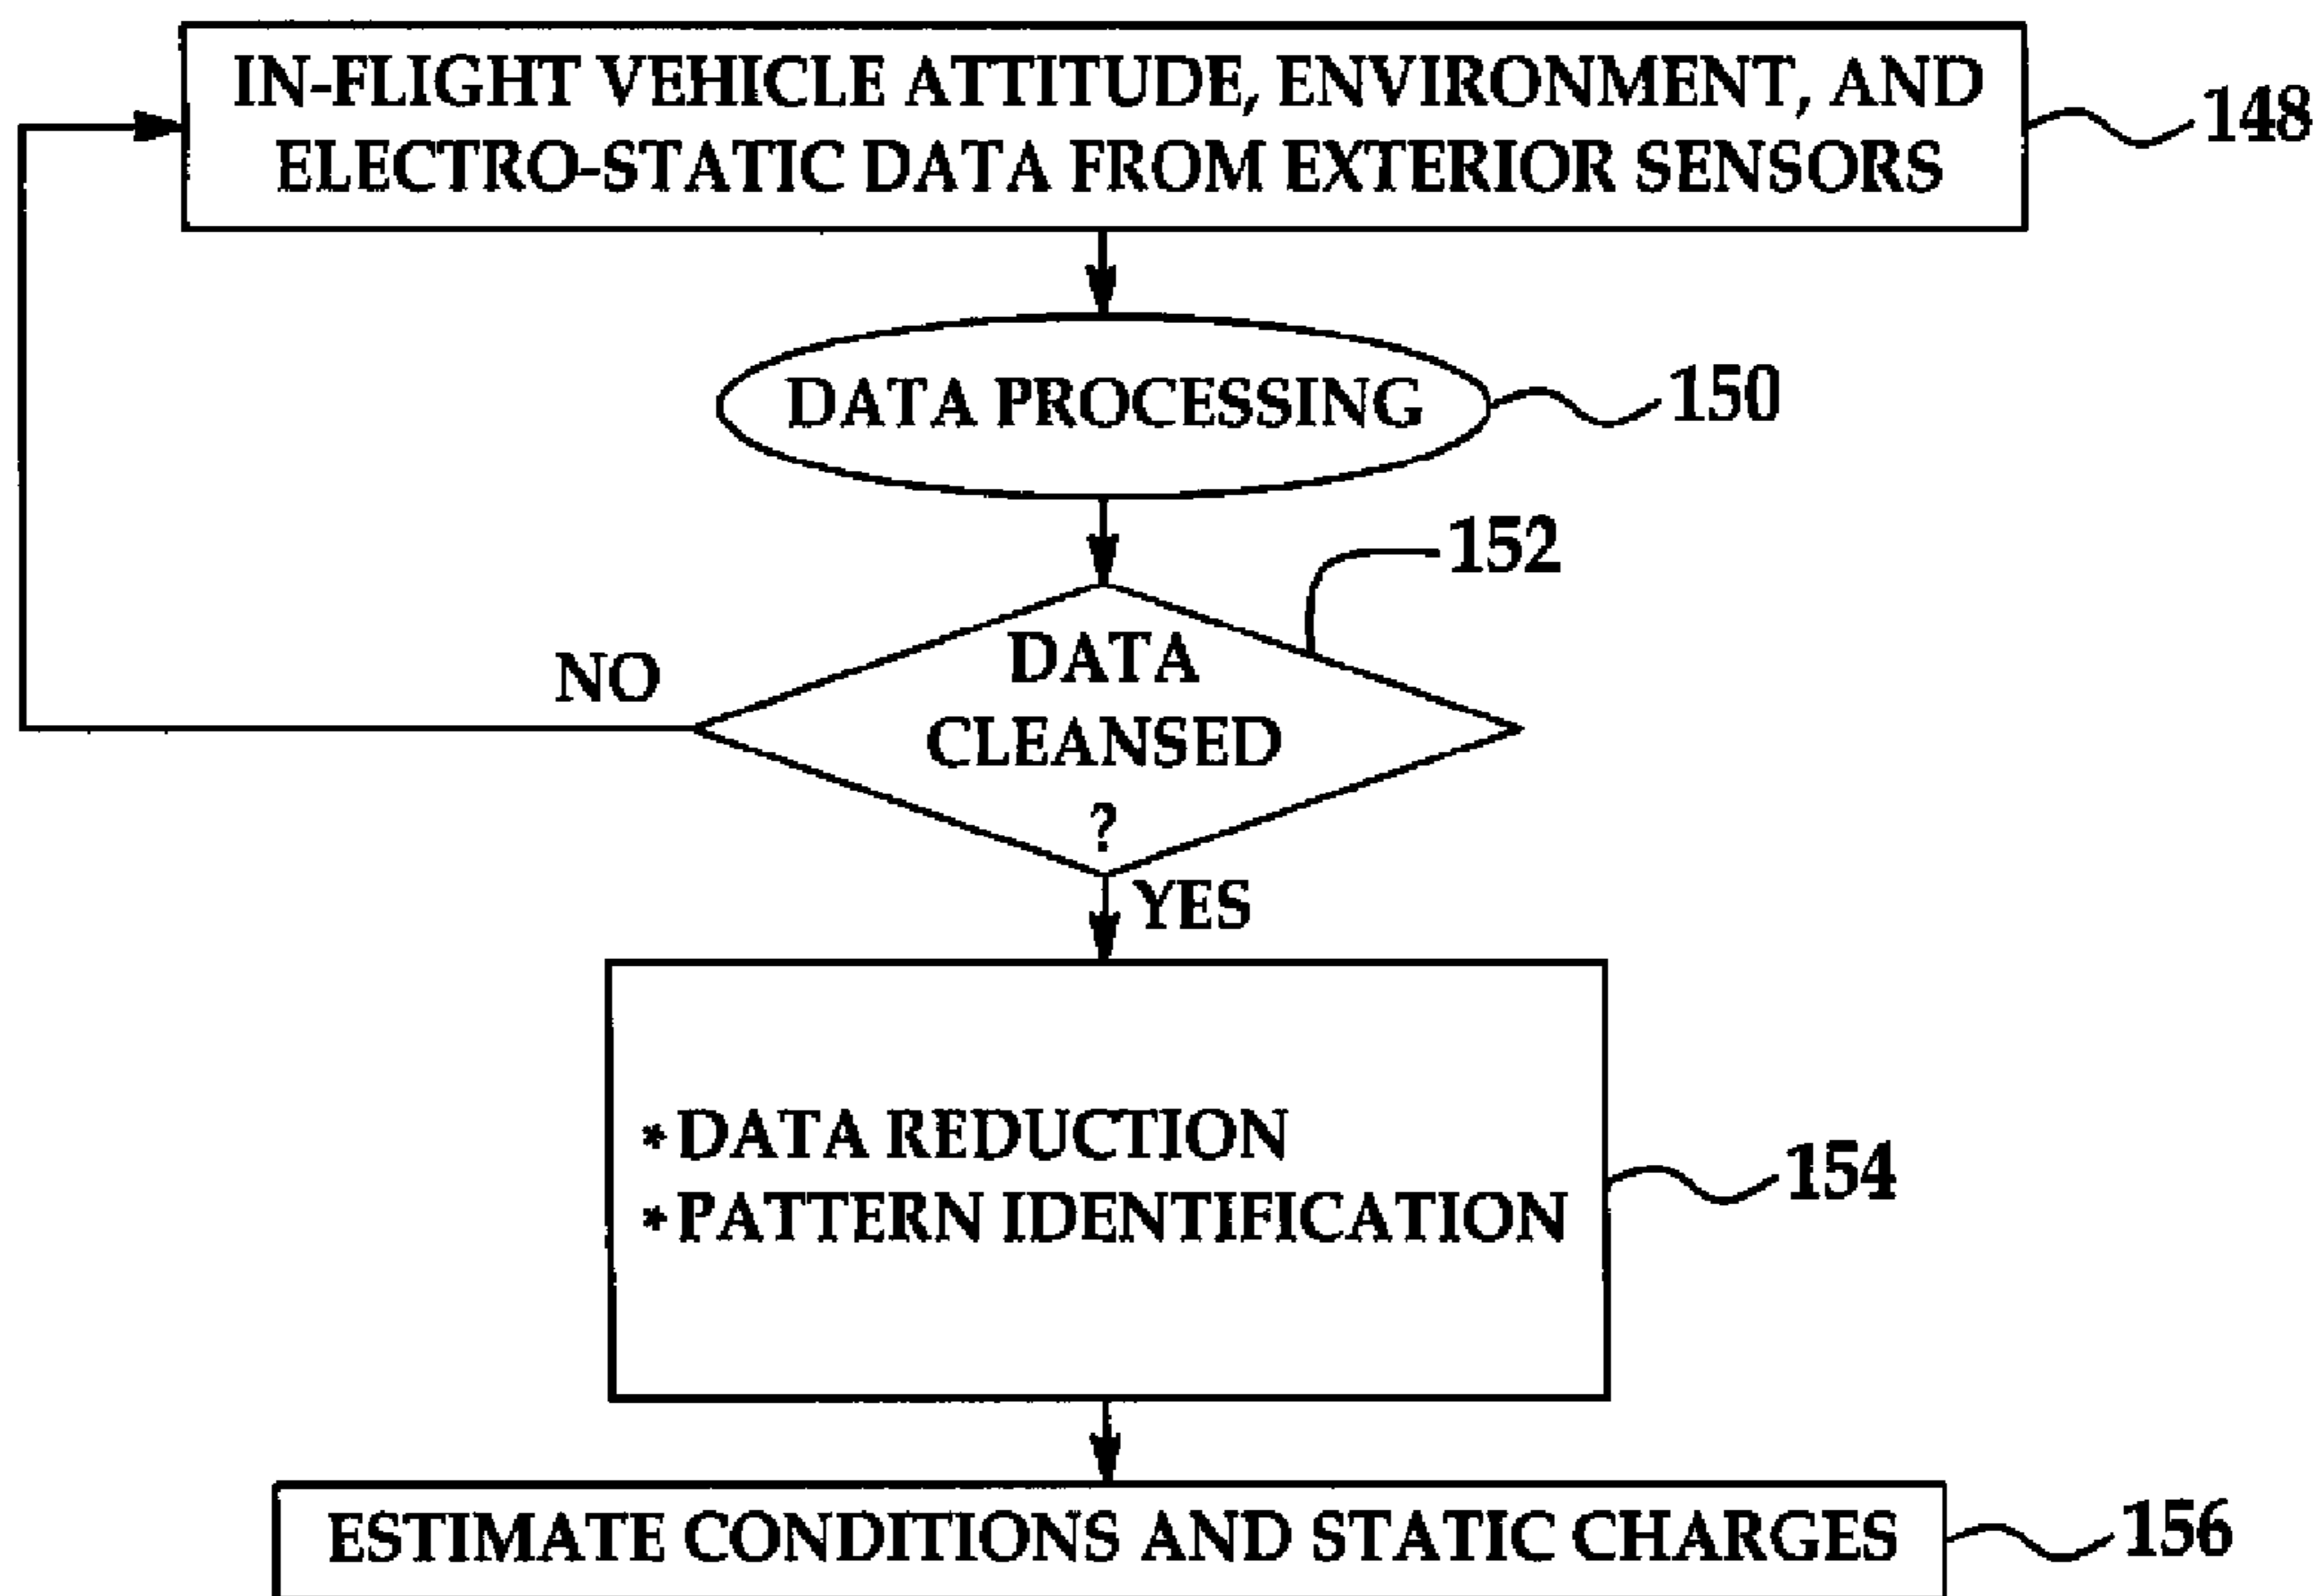 IN-FLIGHT VEHICLE ATTITUDE, ENVIRONMENT, AND
ELECTRO-STATIC DATA FROM EXTERIOR SENSORS
148
DATA PROCESSING
150
152
DATA
CLEANSED
?
NO
YES
* DATA REDUCTION
* PATTERN IDENTIFICATION
154
ESTIMATE CONDITIONS AND STATIC CHARGES
156